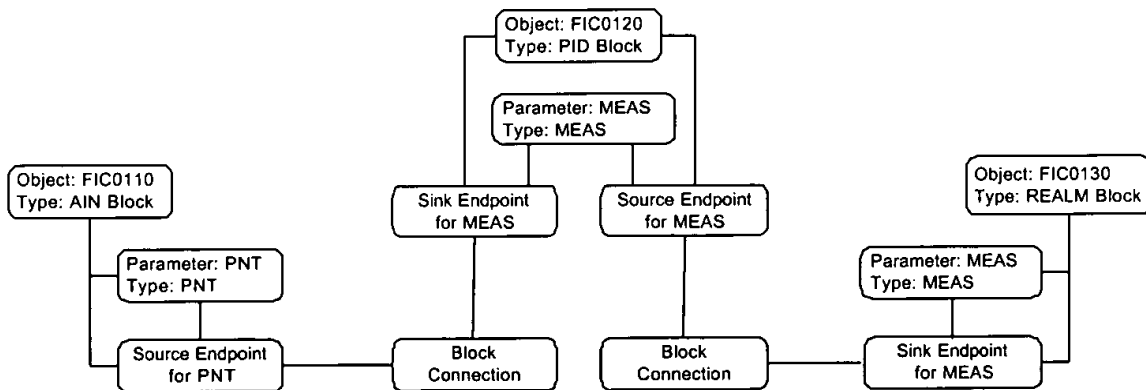 Object: FIC0120
Type: PID Block
Parameter: MEAS
Type: MEAS
Object: FIC0110
Type: AIN Block
Object: FIC0130
Type: REALM Block
Sink Endpoint
for MEAS
Source Endpoint
for MEAS
Parameter: PNT
Type: PNT
Parameter: MEAS
Type: MEAS
Source Endpoint
for PNT
Block
Connection
Block
Connection
Sink Endpoint
for MEAS